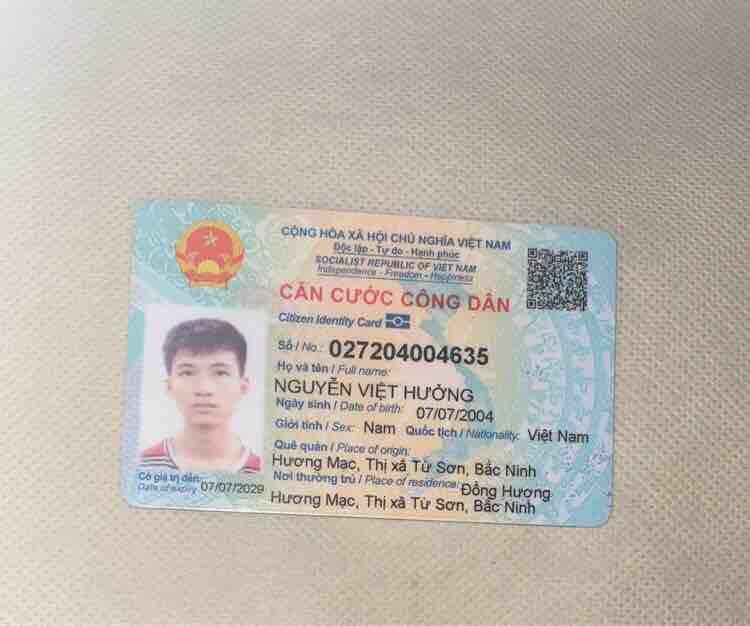 CỘNG HÒA XÃ HỘI CHỦ NGHĨA VIỆT NAM
Độc lập - Tự do - Hạnh phúc
SOCIALIST REPUBLIC OF VIET NAM
Independence - Freedom - Happiness
CĂN CƯỚC CÔNG DÂN
Citizen Identity Card
Số / No.: 027204004635
Họ và tên / Full name:
NGUYỄN VIỆT HƯỞNG
Ngày sinh / Date of birth: 07/07/2004
Giới tính / Sex: Nam Quốc tịch / Nationality: Việt Nam
Quê quán / Place of origin:
Hương Mạc, Thị xã Từ Sơn, Bắc Ninh
Nơi thường trú / Place of residence: Đồng Hương
Hương Mạc, Thị xã Từ Sơn, Bắc Ninh
Có giá trị đến:
Date of expiry 07/07/2029